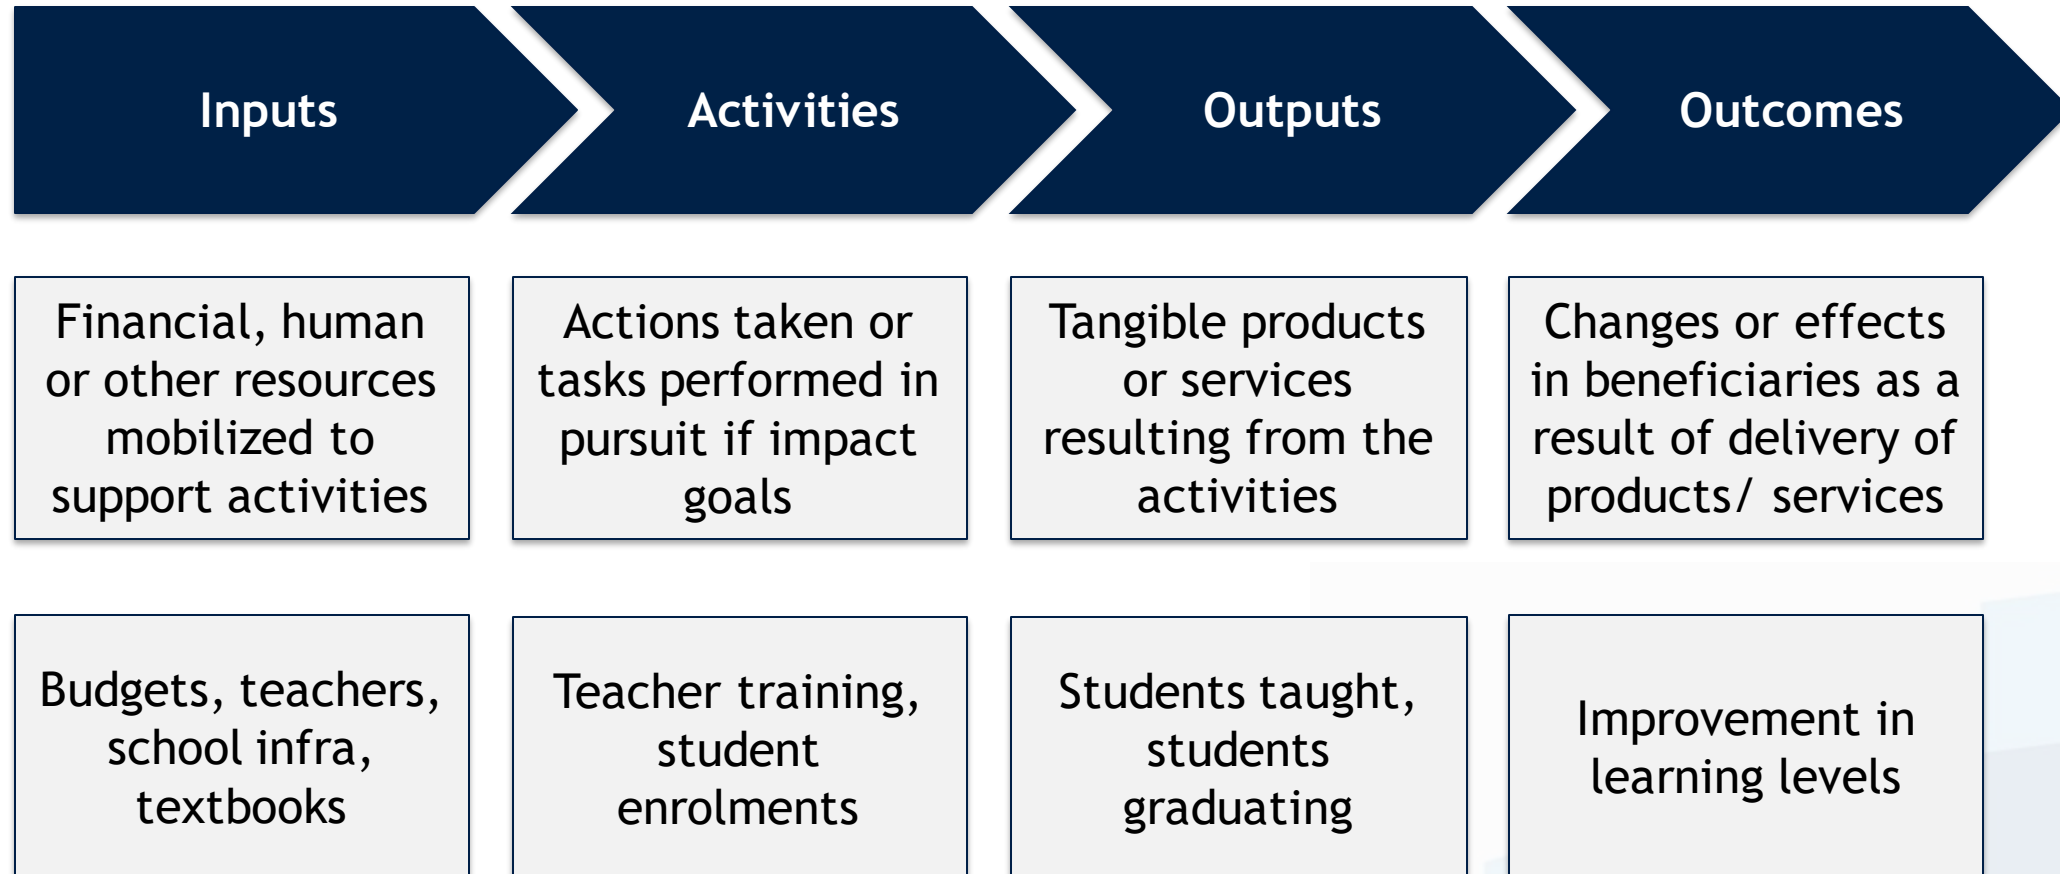 Inputs
Activities
Outputs
Outcomes
Financial, human
or other resources
mobilized to
support activities
Actions taken or
tasks performed in
pursuit if impact
goals
Tangible products
or services
resulting from the
activities
Changes or effects
in beneficiaries as a
result of delivery of
products/ services
Budgets, teachers,
school infra,
textbooks
Teacher training,
student
enrolments
Students taught,
students
graduating
Improvement in
learning levels